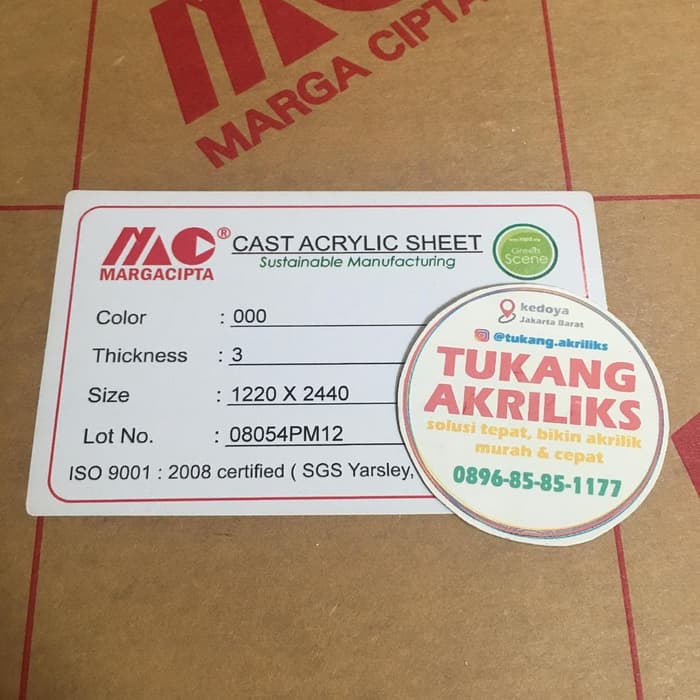 MARGA CIPTA
MARGACIPTA
CAST ACRYLIC SHEET
Sustainable Manufacturing
Green
Scene
Color : 000
Thickness : 3
Size : 1220 X 2440
Lot No. : 08054PM12
ISO 9001 : 2008 certified ( SGS Yarsley,
kedoya
Jakarta Barat
@tukang.akriliks
TUKANG
AKRILIKS
solusi tepat, bikin akrilik
murah & cepat
0896-85-85-1177